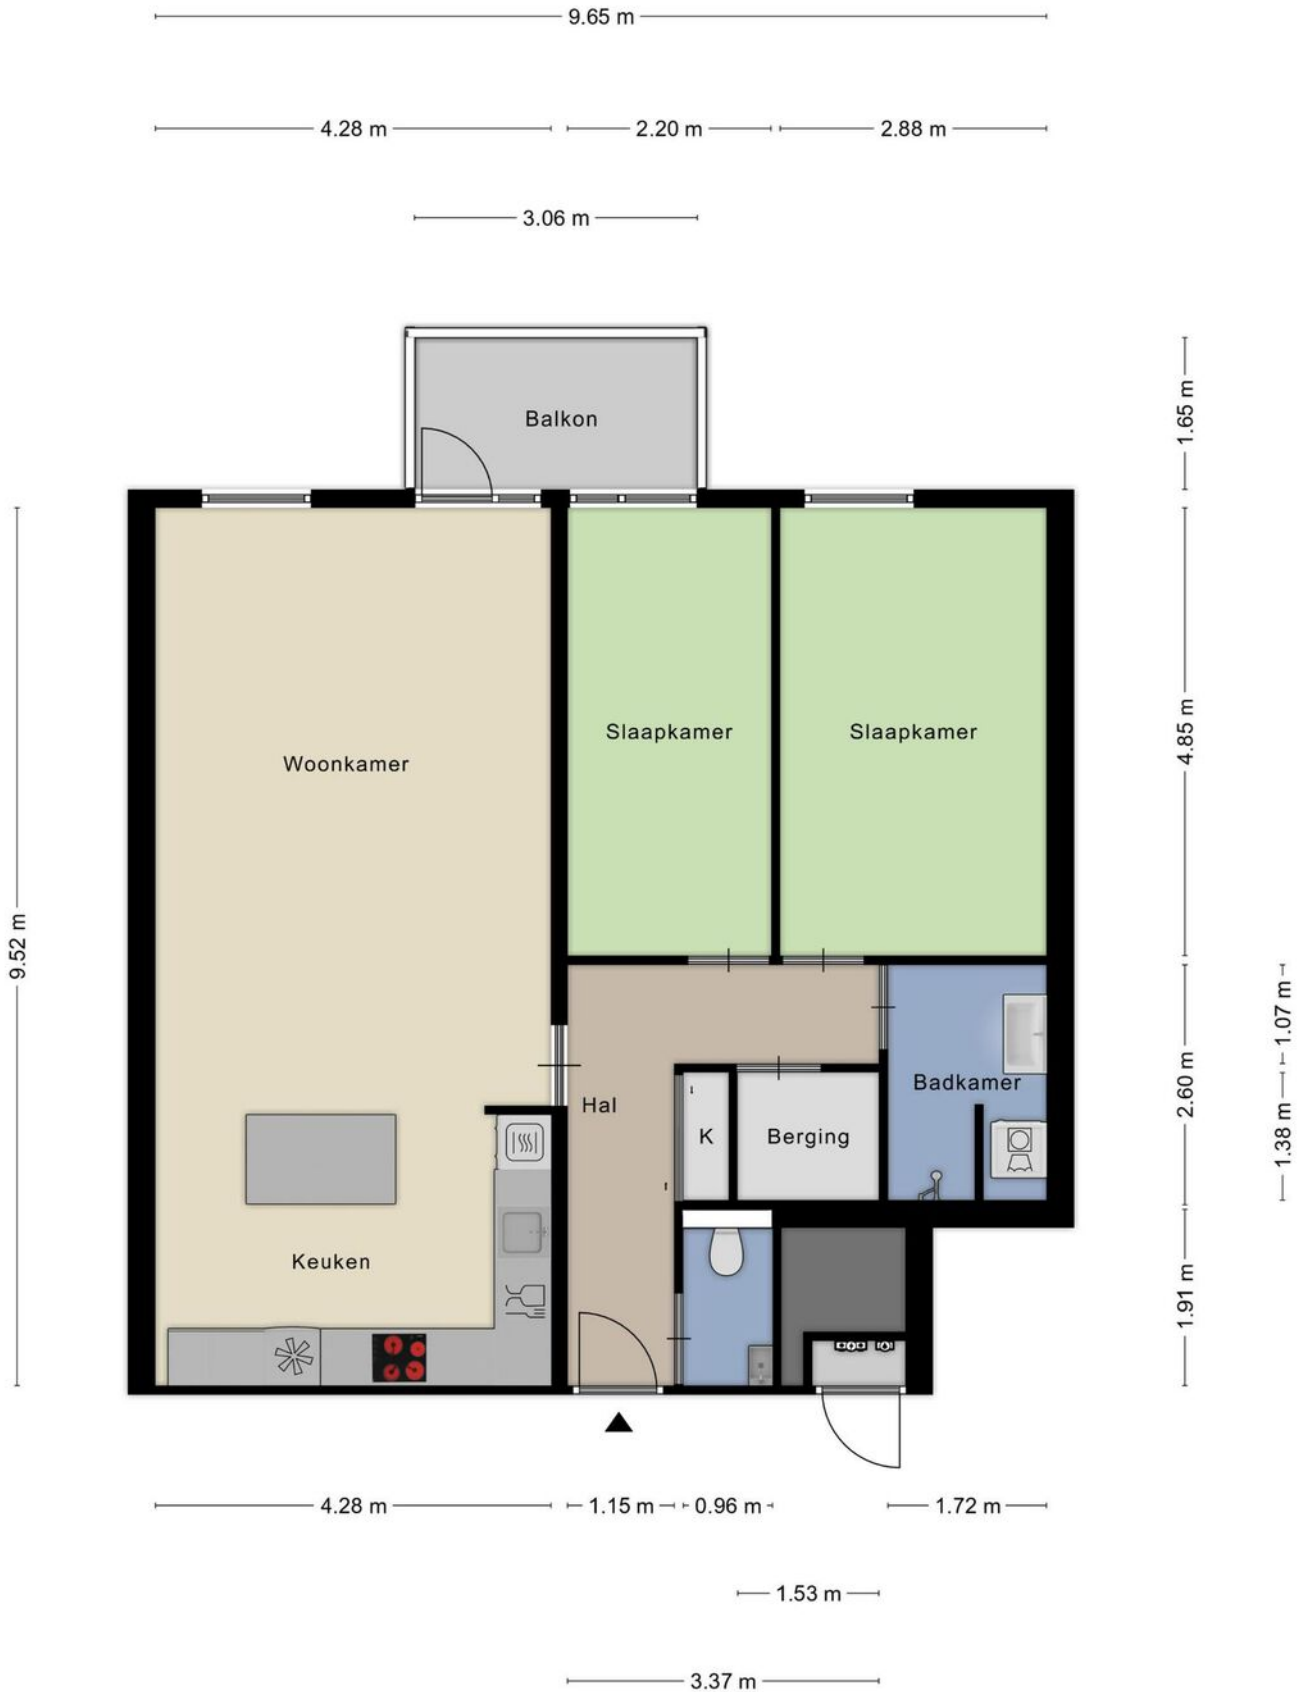 9.65 m
4.28 m
2.20 m
2.88 m
3.06 m
1.65 m
Balkon
9.52 m
4.85 m
Woonkamer
Slaapkamer
Slaapkamer
Hal
K
Berging
Badkamer
2.60 m
1.07 m
1.38 m
Keuken
1.91 m
4.28 m
1.15 m
0.96 m
1.72 m
1.53 m
3.37 m